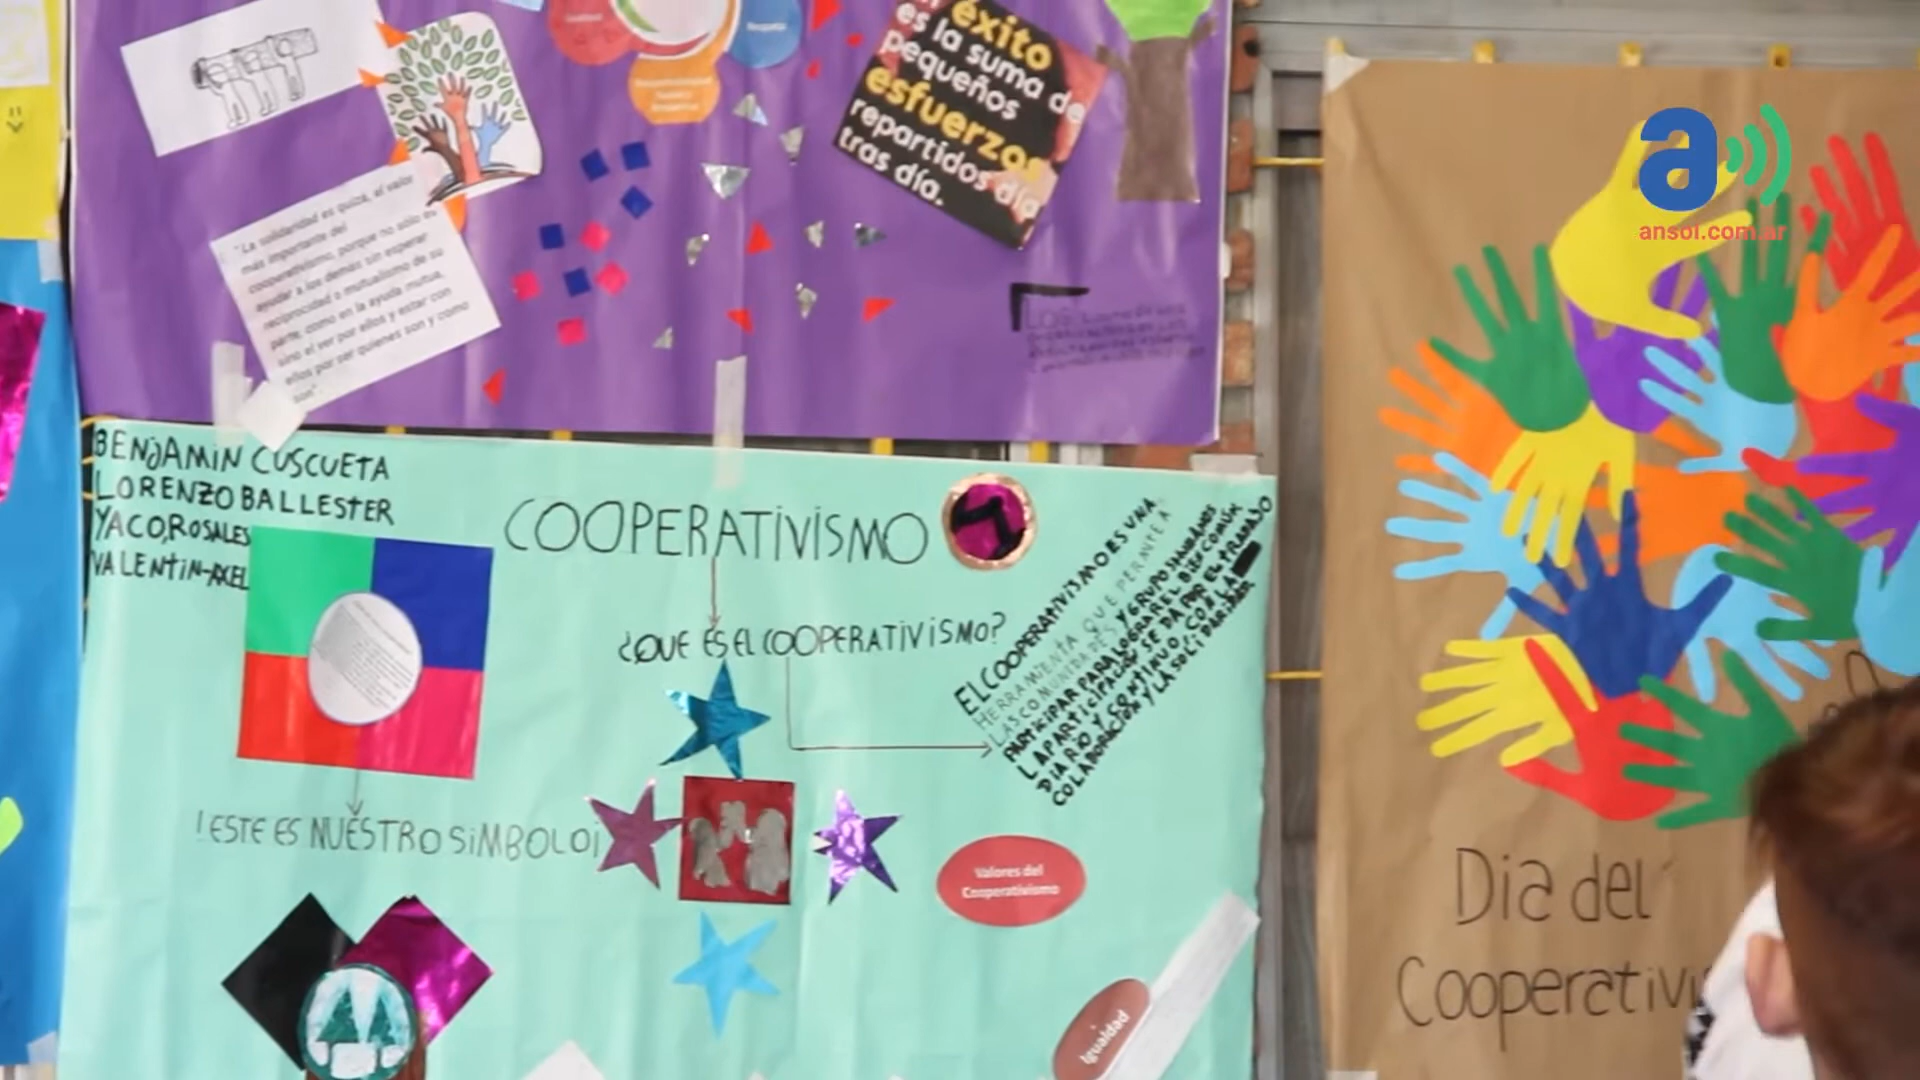 éxito
es la suma de
pequeños
esfuerzos
repartidos día
tras día.
a
ansol.com.ar
"La solidaridad es quizá, el valor
más importante del
cooperativismo, porque no sólo es
ayudar a los demás sin esperar
reciprocidad o mutualismo de su
parte, como en la ayuda mutua,
sino el ver por ellos y estar con
ellos por ser quienes son y como
son".
BENJAMIN CUSCUETA
LORENZO BALLESTER
YACO, ROSALES
VALENTIN-AXEL
COOPERATIVISMO
¿QUE ES EL COOPERATIVISMO?
EL COOPERATIVISMO ES UNA
HERRAMIENTA QUE PERMITE A
LAS COMUNIDADES Y GRUPOS HUMANOS
PARTICIPAR PARA LOGRAR EL BIEN COMÚN
LA PARTICIPACIÓN SE DA POR EL TRABAJO
DIARIO Y CONTINUO, CON LA
COLABORACIÓN Y LA SOLIDARIDAD
!ESTE ES NUESTRO SIMBOLO¡
Valores del
Cooperativismo
Igualdad
Dia del
Cooperativi